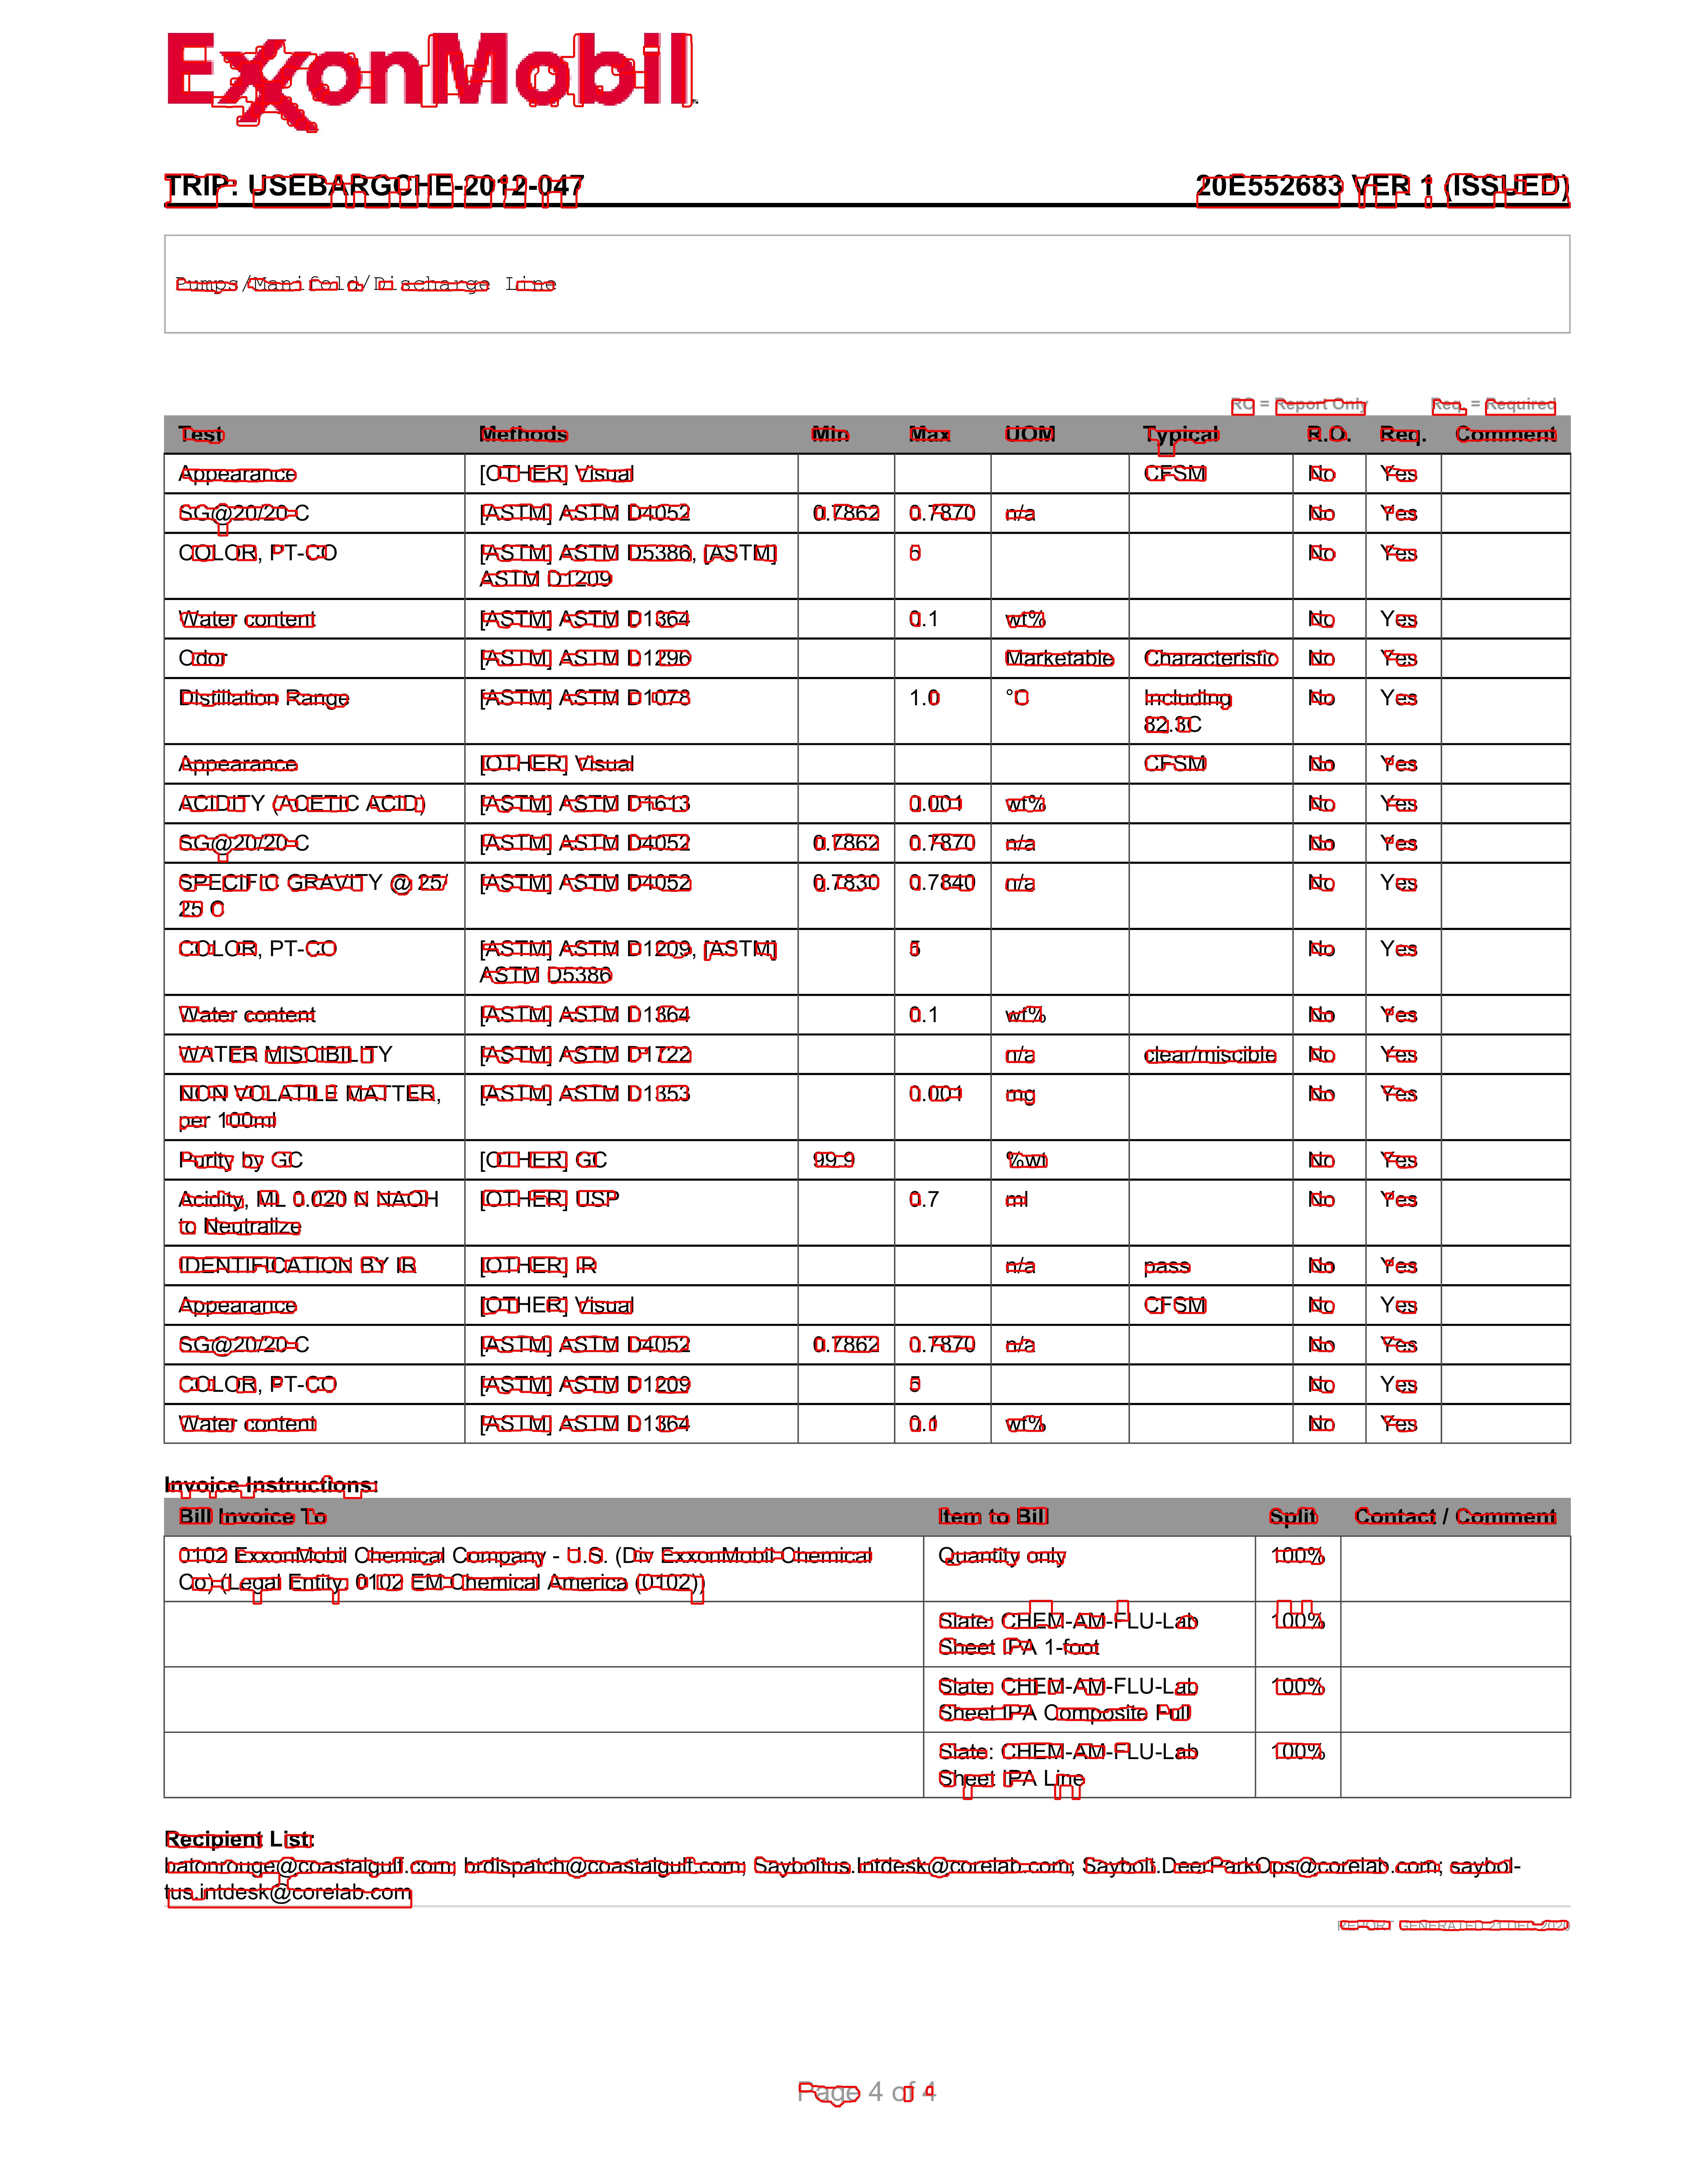 ExxonMobil
TRIP: USEBARGCHE-2012-047 20E552683 VER 1 (ISSUED)
Pumps/Manifold/Discharge Line
RO = Report Only Req. = Required
Test Methods Min Max UOM Typical R.O. Req. Comment
Appearance [OTHER] Visual CFSM No Yes
SG@20/20-C [ASTM] ASTM D4052 0.7862 0.7870 n/a No Yes
COLOR, PT-CO [ASTM] ASTM D5386, [ASTM] 5 No Yes
ASTM D1209
Water content [ASTM] ASTM D1364 0.1 wt% No Yes
Odor [ASTM] ASTM D1296 Marketable Characteristic No Yes
Distillation Range [ASTM] ASTM D1078 1.0 °C Including No Yes
82.3C
Appearance [OTHER] Visual CFSM No Yes
ACIDITY (ACETIC ACID) [ASTM] ASTM D1613 0.001 wt% No Yes
SG@20/20-C [ASTM] ASTM D4052 0.7862 0.7870 n/a No Yes
SPECIFIC GRAVITY @ 25/ [ASTM] ASTM D4052 0.7830 0.7840 n/a No Yes
25 C
COLOR, PT-CO [ASTM] ASTM D1209, [ASTM] 5 No Yes
ASTM D5386
Water content [ASTM] ASTM D1364 0.1 wt% No Yes
WATER MISCIBILITY [ASTM] ASTM D1722 n/a clear/miscible No Yes
NON VOLATILE MATTER, [ASTM] ASTM D1353 0.001 mg No Yes
per 100ml
Purity by GC [OTHER] GC 99.9 %wt No Yes
Acidity, ML 0.020 N NAOH [OTHER] USP 0.7 ml No Yes
to Neutralize
IDENTIFICATION BY IR [OTHER] IR n/a pass No Yes
Appearance [OTHER] Visual CFSM No Yes
SG@20/20-C [ASTM] ASTM D4052 0.7862 0.7870 n/a No Yes
COLOR, PT-CO [ASTM] ASTM D1209 5 No Yes
Water content [ASTM] ASTM D1364 0.1 wt% No Yes
Invoice Instructions:
Bill Invoice To Item to Bill Split Contact / Comment
0102 ExxonMobil Chemical Company - U.S. (Div ExxonMobil Chemical Quantity only 100%
Co) (Legal Entity: 0102 EM Chemical America (0102))
Slate: CHEM-AM-FLU-Lab 100%
Sheet IPA 1-foot
Slate: CHEM-AM-FLU-Lab 100%
Sheet IPA Composite Full
Slate: CHEM-AM-FLU-Lab 100%
Sheet IPA Line
Recipient List:
batonrouge@coastalgulf.com; brdispatch@coastalgulf.com; Sayboltus.Intdesk@corelab.com; Saybolt.DeerParkOps@corelab.com; saybol-
tus.intdesk@corelab.com
REPORT GENERATED 21 DEC 2020
Page 4 of 4